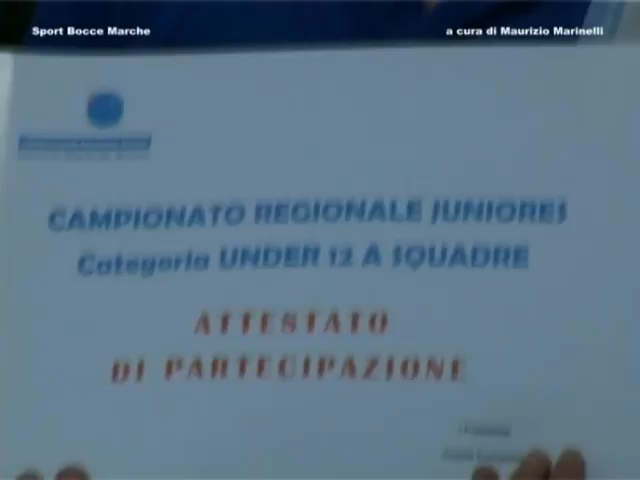 Sport Bocce Marche
a cura di Maurizio Marinelli
CAMPIONATO REGIONALE JUNIORES
Categoria UNDER 12 A SQUADRE
ATTESTATO
DI PARTECIPAZIONE